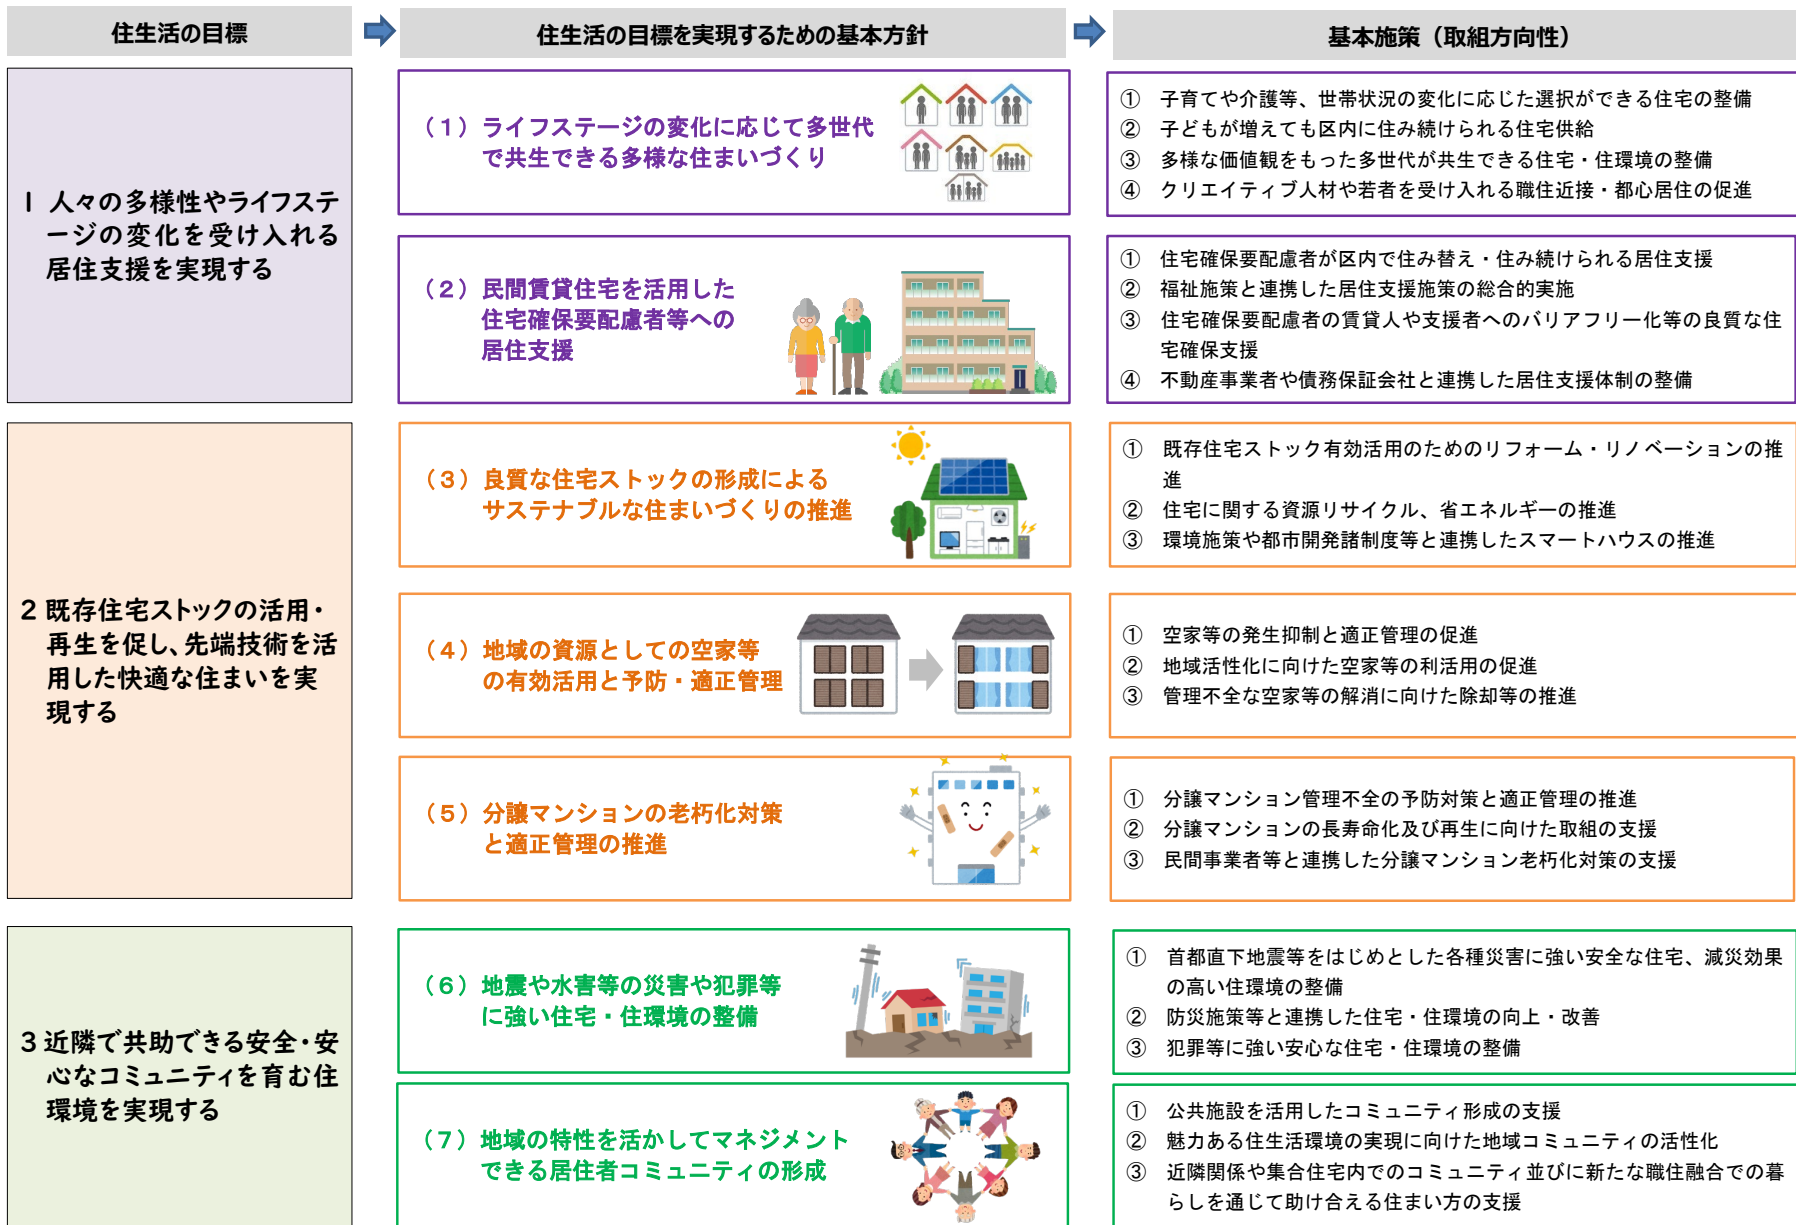 住生活の目標
住生活の目標を実現するための基本方針
基本施策（取組方向性）
1 人々の多様性やライフステ
ージの変化を受け入れる
居住支援を実現する
（１）ライフステージの変化に応じて多世代
で共生できる多様な住まいづくり
① 子育てや介護等、世帯状況の変化に応じた選択ができる住宅の整備
② 子どもが増えても区内に住み続けられる住宅供給
③ 多様な価値観をもった多世代が共生できる住宅・住環境の整備
④ クリエイティブ人材や若者を受け入れる職住近接・都心居住の促進
（２）民間賃貸住宅を活用した
住宅確保要配慮者等への
居住支援
① 住宅確保要配慮者が区内で住み替え・住み続けられる居住支援
② 福祉施策と連携した居住支援施策の総合的実施
③ 住宅確保要配慮者の賃貸人や支援者へのバリアフリー化等の良質な住
宅確保支援
④ 不動産事業者や債務保証会社と連携した居住支援体制の整備
2 既存住宅ストックの活用・
再生を促し、先端技術を活
用した快適な住まいを実
現する
（３）良質な住宅ストックの形成による
サステナブルな住まいづくりの推進
① 既存住宅ストック有効活用のためのリフォーム・リノベーションの推
進
② 住宅に関する資源リサイクル、省エネルギーの推進
③ 環境施策や都市開発諸制度等と連携したスマートハウスの推進
（４）地域の資源としての空家等
の有効活用と予防・適正管理
① 空家等の発生抑制と適正管理の促進
② 地域活性化に向けた空家等の利活用の促進
③ 管理不全な空家等の解消に向けた除却等の推進
（５）分譲マンションの老朽化対策
と適正管理の推進
① 分譲マンション管理不全の予防対策と適正管理の推進
② 分譲マンションの長寿命化及び再生に向けた取組の支援
③ 民間事業者等と連携した分譲マンション老朽化対策の支援
3 近隣で共助できる安全・安
心なコミュニティを育む住
環境を実現する
（６）地震や水害等の災害や犯罪等
に強い住宅・住環境の整備
① 首都直下地震等をはじめとした各種災害に強い安全な住宅、減災効果
の高い住環境の整備
② 防災施策等と連携した住宅・住環境の向上・改善
③ 犯罪等に強い安心な住宅・住環境の整備
（７）地域の特性を活かしてマネジメント
できる居住者コミュニティの形成
① 公共施設を活用したコミュニティ形成の支援
② 魅力ある住生活環境の実現に向けた地域コミュニティの活性化
③ 近隣関係や集合住宅内でのコミュニティ並びに新たな職住融合での暮
らしを通じて助け合える住まい方の支援